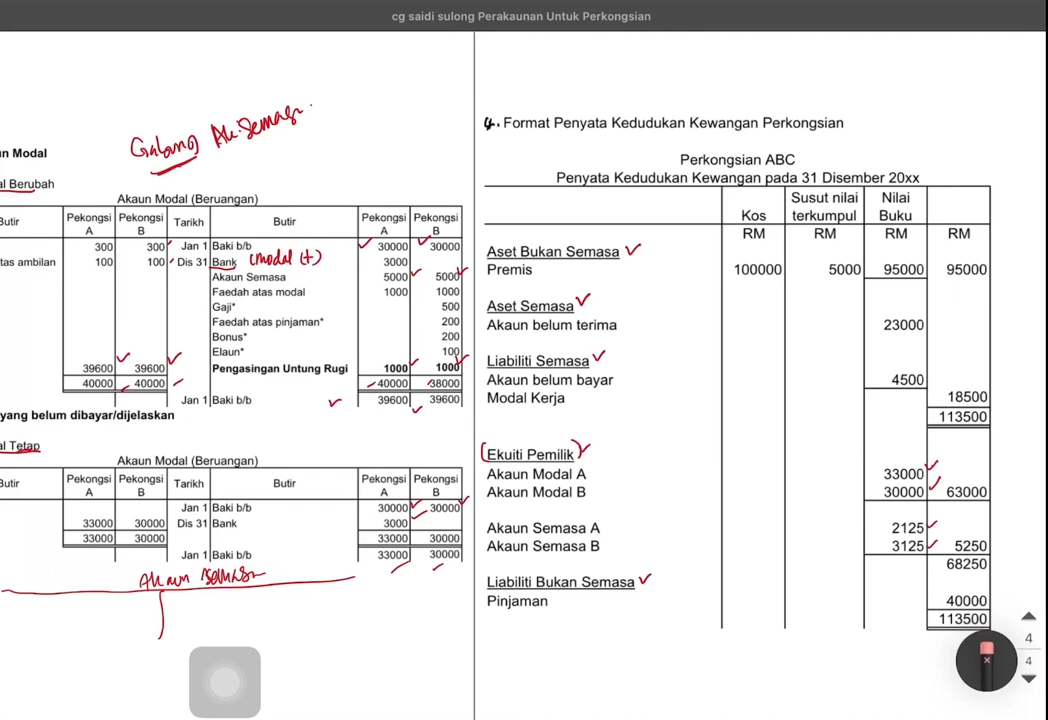 cg saidi sulong Perakaunan Untuk Perkongsian
Galang Ak. Semasa
un Modal
al Berubah
Akaun Modal (Beruangan)
Butir Pekongsi A Pekongsi B Tarikh Butir Pekongsi A Pekongsi B
300 300 Jan 1 Baki b/b 30000 30000
tas ambilan 100 100 Dis 31 Bank (modal (+) 3000
Akaun Semasa 5000 5000
Faedah atas modal 1000 1000
Gaji* 500
Faedah atas pinjaman* 200
Bonus* 200
Elaun* 100
39600 39600 Pengasingan Untung Rugi 1000 1000
40000 40000 40000 38000
Jan 1 Baki b/b 39600 39600
yang belum dibayar/dijelaskan
al Tetap
Akaun Modal (Beruangan)
Butir Pekongsi A Pekongsi B Tarikh Butir Pekongsi A Pekongsi B
Jan 1 Baki b/b 30000 30000
33000 30000 Dis 31 Bank 3000
33000 30000 33000 30000
Jan 1 Baki b/b 33000 30000
Akaun Semasa
4. Format Penyata Kedudukan Kewangan Perkongsian
Perkongsian ABC
Penyata Kedudukan Kewangan pada 31 Disember 20xx
Kos Susut nilai terkumpul Nilai Buku
RM RM RM RM
Aset Bukan Semasa
Premis 100000 5000 95000 95000
Aset Semasa
Akaun belum terima 23000
Liabiliti Semasa
Akaun belum bayar 4500
Modal Kerja 18500
113500
(Ekuiti Pemilik)
Akaun Modal A 33000
Akaun Modal B 30000 63000
Akaun Semasa A 2125
Akaun Semasa B 3125 5250
68250
Liabiliti Bukan Semasa
Pinjaman 40000
113500
4
4